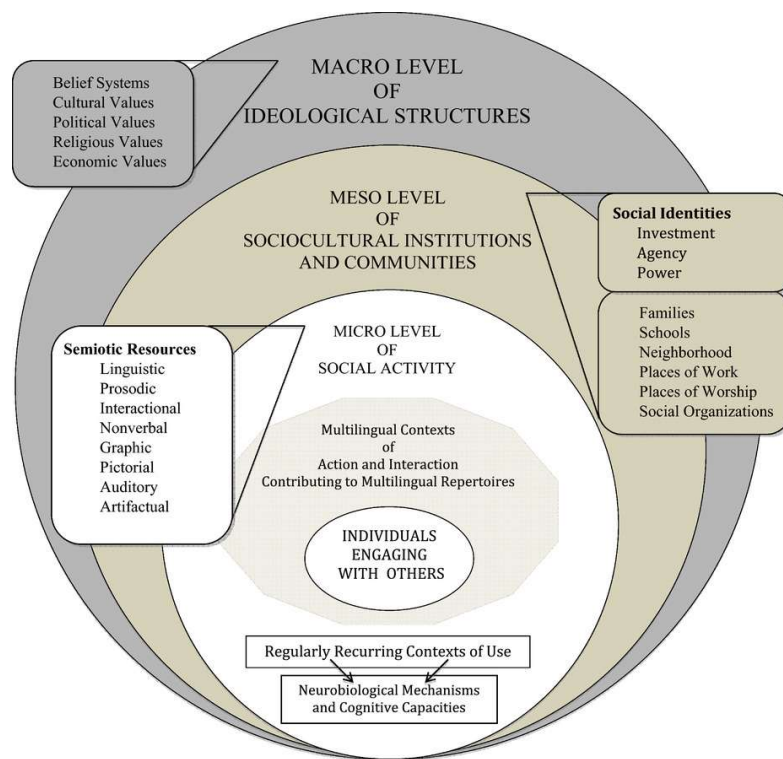 MACRO LEVEL
OF
IDEOLOGICAL STRUCTURES
Belief Systems
Cultural Values
Political Values
Religious Values
Economic Values
MESO LEVEL
OF
SOCIOCULTURAL INSTITUTIONS
AND COMMUNITIES
Social Identities
Investment
Agency
Power
Families
Schools
Neighborhood
Places of Work
Places of Worship
Social Organizations
MICRO LEVEL
OF
SOCIAL ACTIVITY
Semiotic Resources
Linguistic
Prosodic
Interactional
Nonverbal
Graphic
Pictorial
Auditory
Artifactual
Multilingual Contexts
of
Action and Interaction
Contributing to Multilingual Repertoires
INDIVIDUALS
ENGAGING
WITH OTHERS
Regularly Recurring Contexts of Use
Neurobiological Mechanisms
and Cognitive Capacities